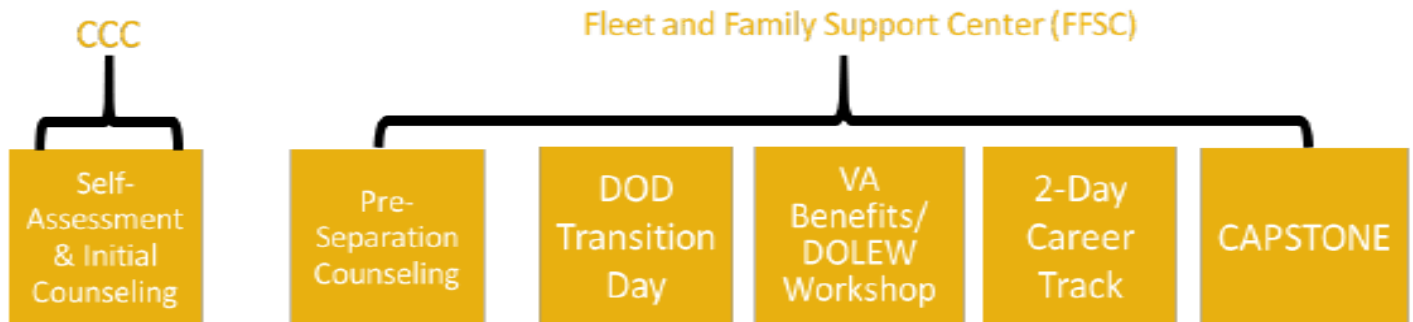 CCC
Fleet and Family Support Center (FFSC)
Self-
Assessment
& Initial
Counseling
Pre-
Separation
Counseling
DOD
Transition
Day
VA
Benefits/
DOLEW
Workshop
2-Day
Career
Track
CAPSTONE